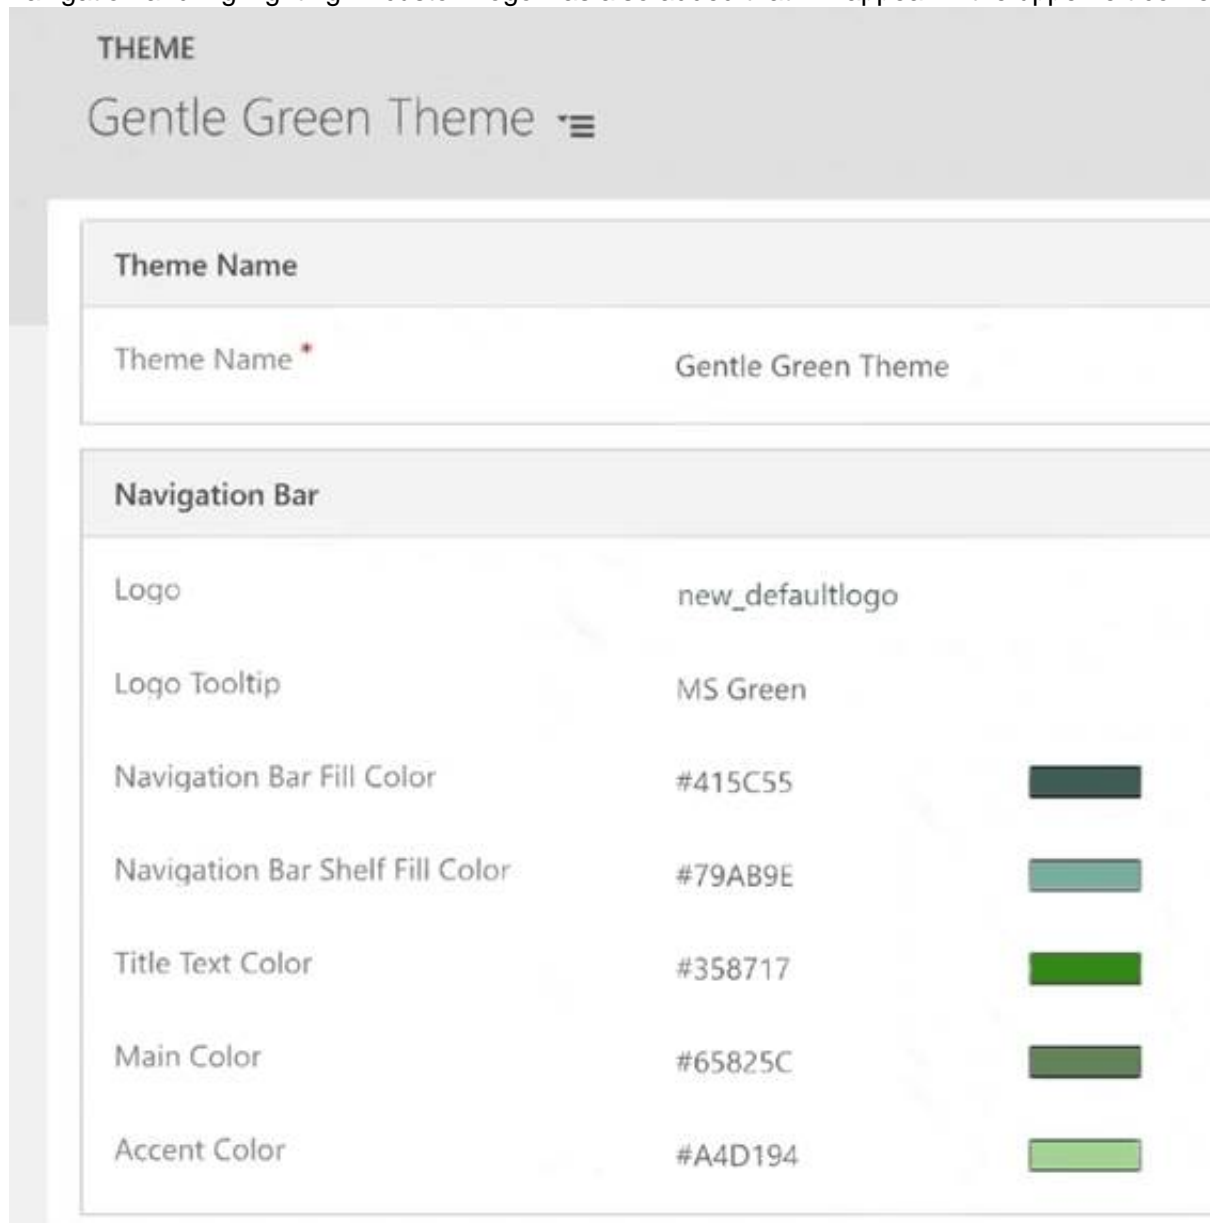 THEME
Gentle Green Theme
Theme Name
Theme Name * Gentle Green Theme
Navigation Bar
Logo new_defaultlogo
Logo Tooltip MS Green
Navigation Bar Fill Color #415C55
Navigation Bar Shelf Fill Color #79AB9E
Title Text Color #358717
Main Color #65825C
Accent Color #A4D194